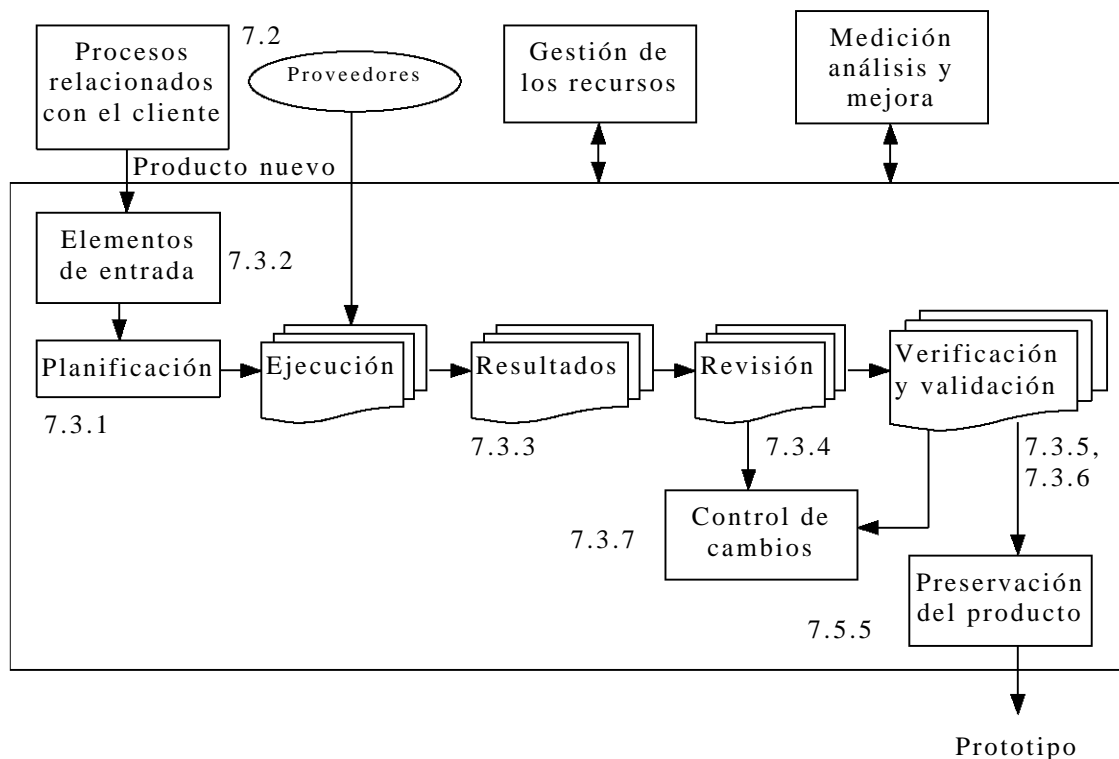 Procesos
relacionados
con el cliente
7.2
Proveedores
Gestión de
los recursos
Medición
análisis y
mejora
Producto nuevo
Elementos
de entrada
7.3.2
Planificación
7.3.1
Ejecución
Resultados
7.3.3
Revisión
7.3.4
Verificación
y validación
7.3.5,
7.3.6
Control de
cambios
7.3.7
Preservación
del producto
7.5.5
Prototipo